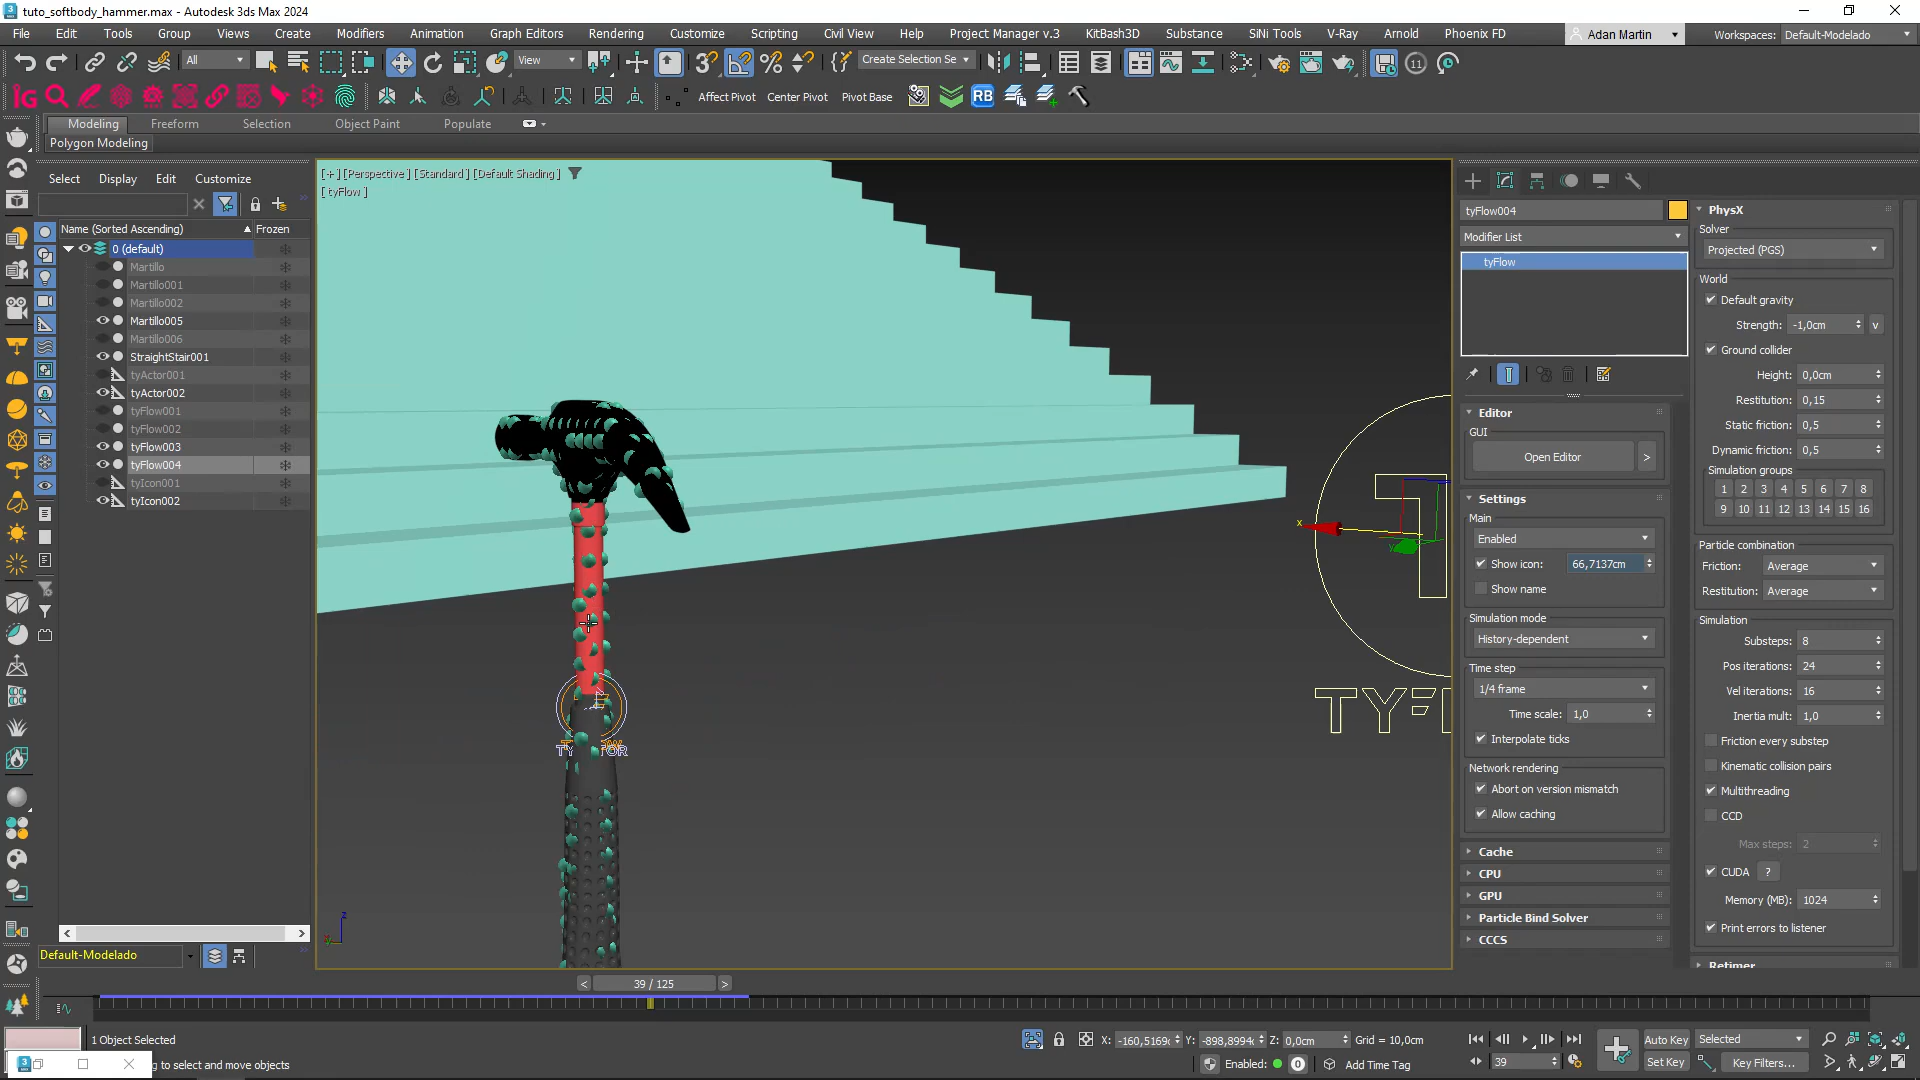 tuto_softbody_hammer.max - Autodesk 3ds Max 2024
File Edit Tools Group Views Create Modifiers Animation Graph Editors Rendering Customize Scripting Civil View Help Project Manager v.3 KitBash3D Substance SiNi Tools V-Ray Arnold Phoenix FD Adan Martin Workspaces: Default-Modelado
All View Create Selection Se 11
Affect Pivot Center Pivot Pivot Base RB
Modeling Freeform Selection Object Paint Populate
Polygon Modeling
Select Display Edit Customize
Name (Sorted Ascending) Frozen
0 (default)
Martillo
Martillo001
Martillo002
Martillo005
Martillo006
StraightStair001
tyActor001
tyActor002
tyFlow001
tyFlow002
tyFlow003
tyFlow004
tyIcon001
tyIcon002
Default-Modelado
[+] [Perspective] [Standard] [Default Shading]
[ tyFlow ]
x
z
39 / 125
tyFlow004
Modifier List
tyFlow
Editor
GUI
Open Editor >
Settings
Main
Enabled
Show icon: 66,7137cm
Show name
Simulation mode
History-dependent
Time step
1/4 frame
Time scale: 1,0
Interpolate ticks
Network rendering
Abort on version mismatch
Allow caching
Cache
CPU
GPU
Particle Bind Solver
CCCS
PhysX
Solver
Projected (PGS)
World
Default gravity
Strength: -1,0cm v
Ground collider
Height: 0,0cm
Restitution: 0,15
Static friction: 0,5
Dynamic friction: 0,5
Simulation groups
1 2 3 4 5 6 7 8
9 10 11 12 13 14 15 16
Particle combination
Friction: Average
Restitution: Average
Simulation
Substeps: 8
Pos iterations: 24
Vel iterations: 16
Inertia mult: 1,0
Friction every substep
Kinematic collision pairs
Multithreading
CCD
Max steps: 2
CUDA ?
Memory (MB): 1024
Print errors to listener
Retimer
1 Object Selected
g to select and move objects
X: -160,5169 Y: -898,8994 Z: 0,0cm Grid = 10,0cm
Enabled: 0 Add Time Tag
39
Auto Key Selected
Set Key Key Filters...